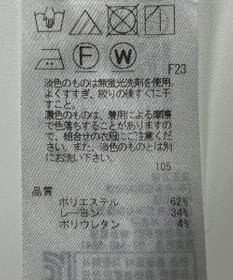 F
W
F23
淡色のものは無蛍光洗剤を使用。
よくすすぎ、絞りの後すぐに干
すこと。
濃色のものは、着用による摩擦
で色落ちすることがありますの
で、組合せの衣服にご注意くだ
さい。また、淡色のものとは別
にお洗い下さい。
105
品質
ポリエステル 62%
レーヨン 34%
ポリウレタン 4%